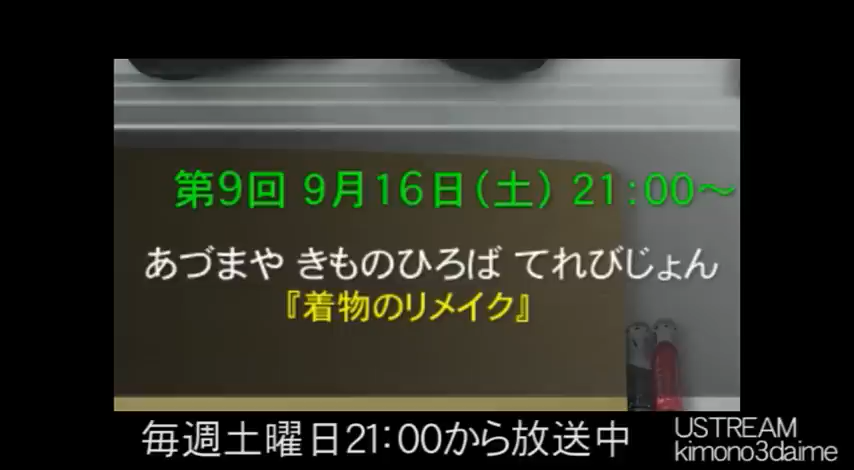 第9回 9月16日(土) 21:00～
あづまや きものひろば てれびじょん
『着物のリメイク』
毎週土曜日21:00から放送中
USTREAM
kimono3daime